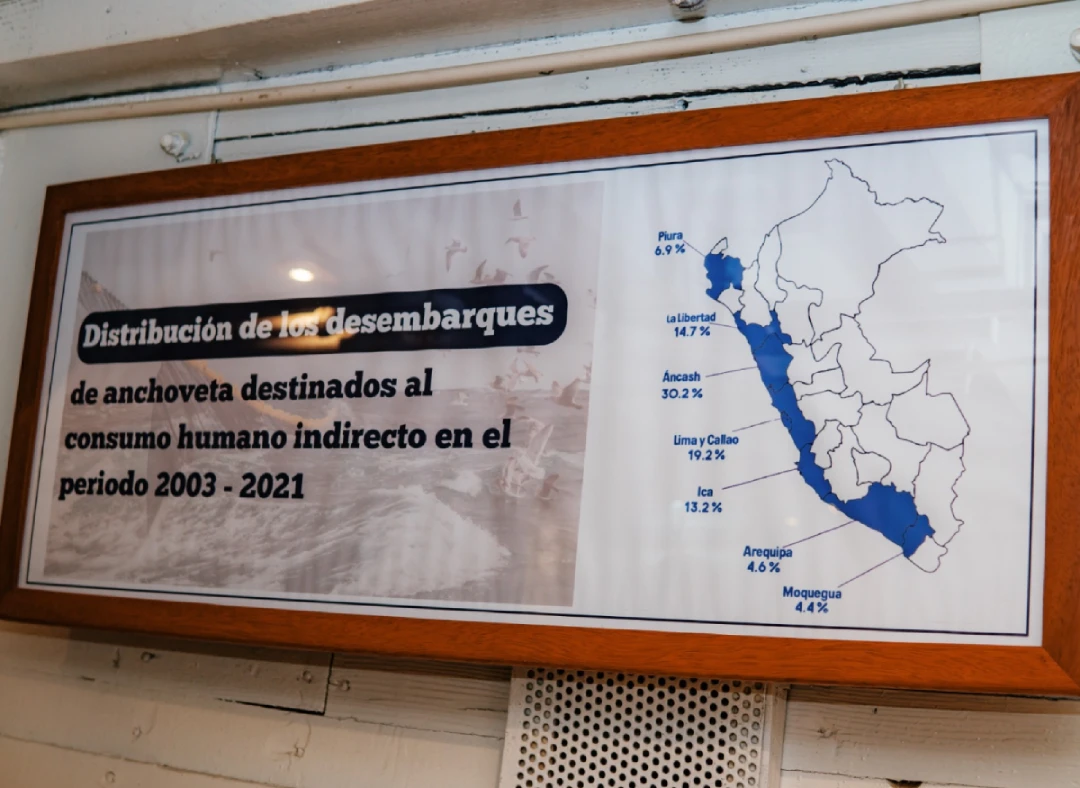 Distribución de los desembarques
de anchoveta destinados al
consumo humano indirecto en el
periodo 2003 - 2021
Piura
6.9 %
La Libertad
14.7 %
Áncash
30.2 %
Lima y Callao
19.2 %
Ica
13.2 %
Arequipa
4.6 %
Moquegua
4.4 %